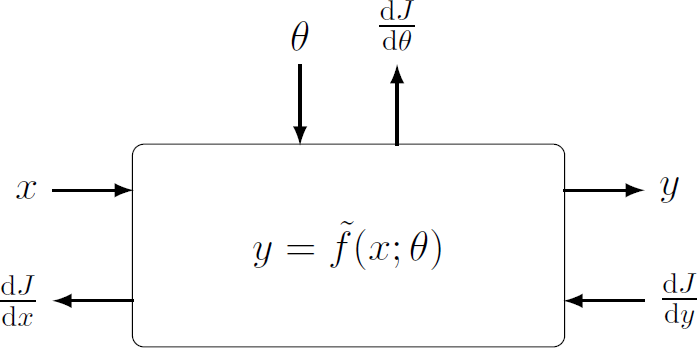 θ
dJ/dθ
x
y
y = f̃(x; θ)
dJ/dx
dJ/dy